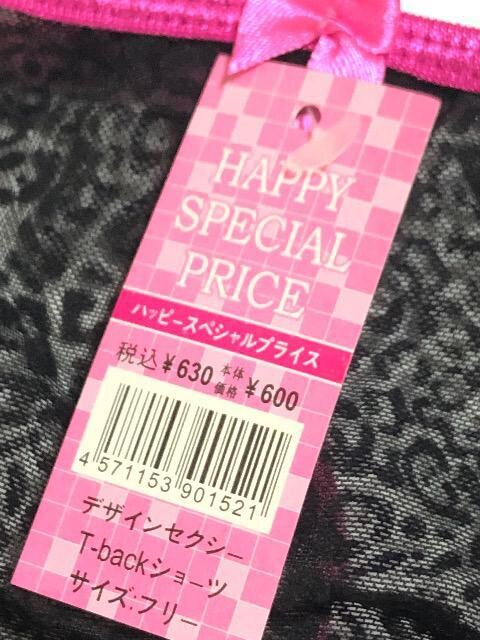 HAPPY
SPECIAL
PRICE
ハッピースペシャルプライス
税込¥630 本体価格¥600
4 571153 901521
デザインセクシー
T-backショーツ
サイズ:フリー